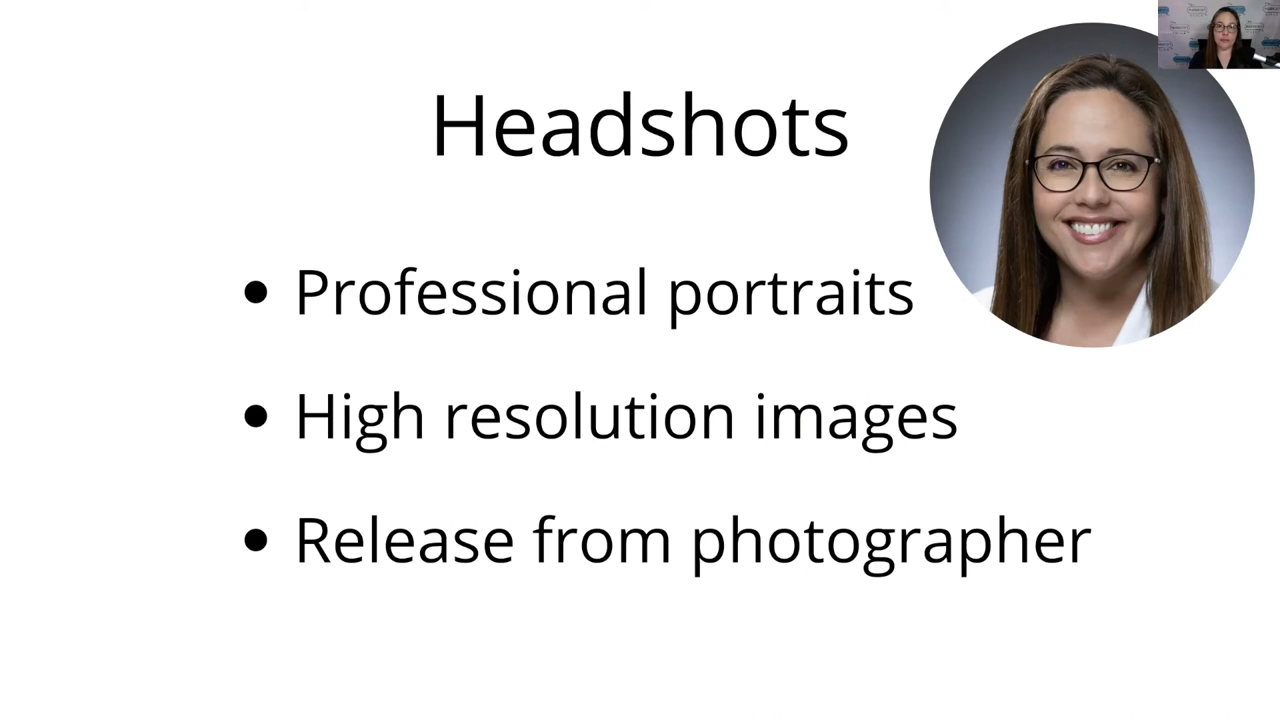 Headshots
• Professional portraits
• High resolution images
• Release from photographer